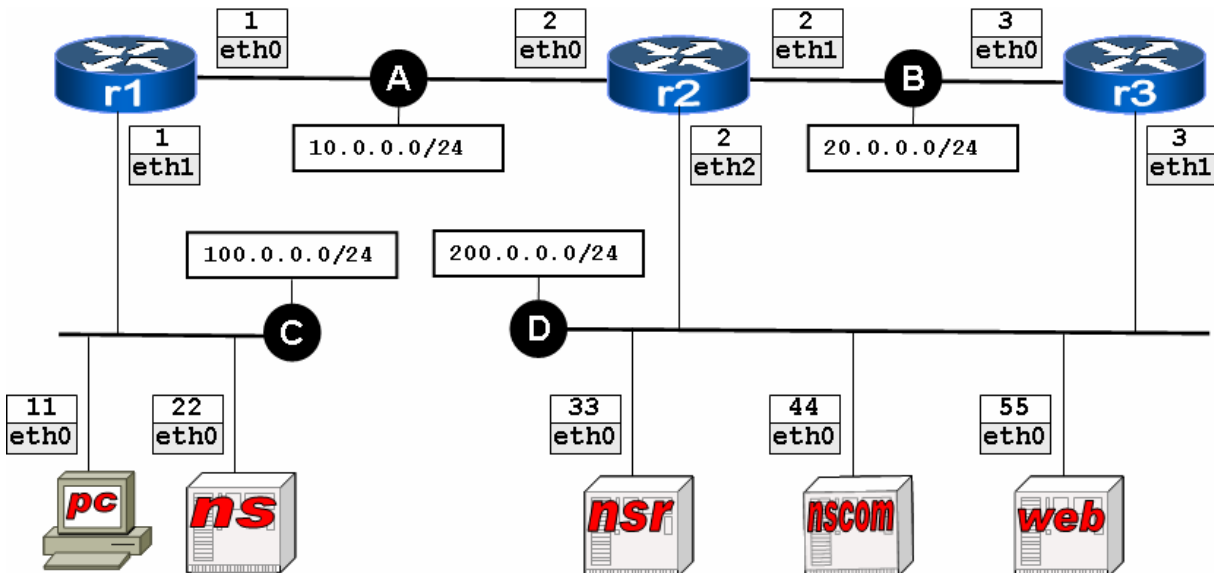 1
eth0
2
eth0
2
eth1
3
eth0
r1
A
r2
B
r3
1
eth1
10.0.0.0/24
2
eth2
20.0.0.0/24
3
eth1
100.0.0.0/24
200.0.0.0/24
C
D
11
eth0
22
eth0
33
eth0
44
eth0
55
eth0
pc
ns
nsr
nscom
web